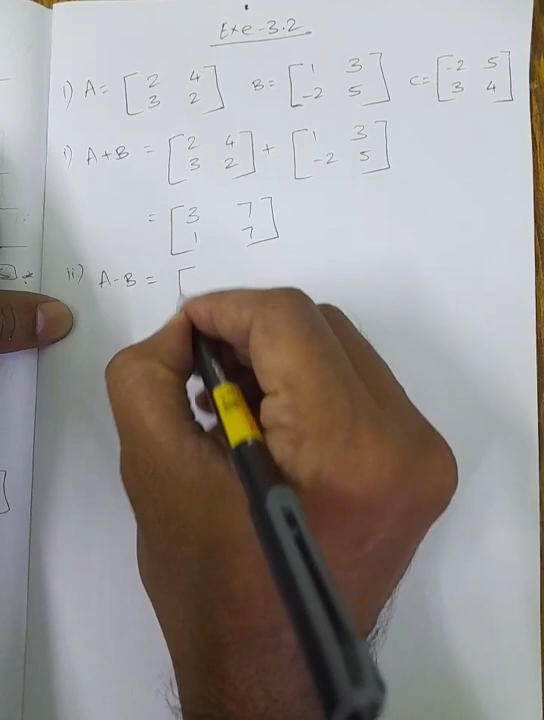 Exe-3.2
1) A = [2 4 B = [1 3 C = [-2 5
3 2] -2 5] 3 4]
i) A+B = [2 4 + [1 3
3 2] -2 5]
= [3 7
1 7]
ii) A-B = [